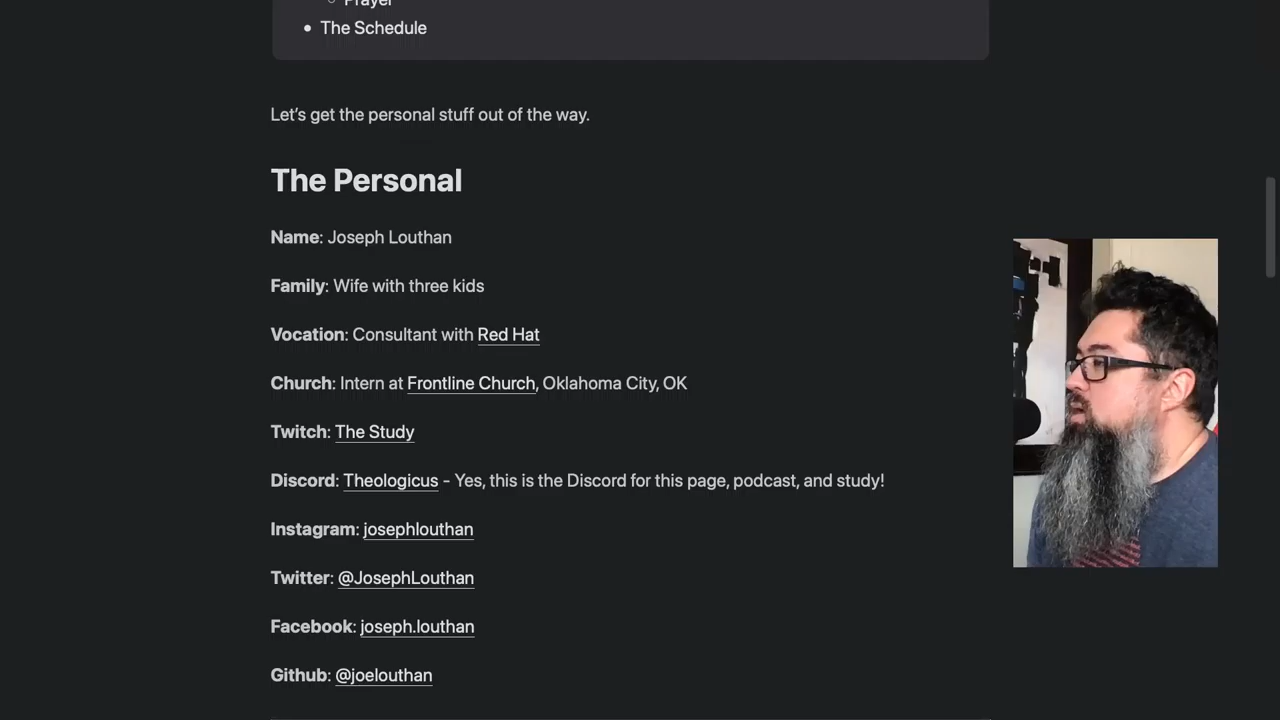 Prayer
The Schedule
Let’s get the personal stuff out of the way.
The Personal
Name: Joseph Louthan
Family: Wife with three kids
Vocation: Consultant with Red Hat
Church: Intern at Frontline Church, Oklahoma City, OK
Twitch: The Study
Discord: Theologicus - Yes, this is the Discord for this page, podcast, and study!
Instagram: josephlouthan
Twitter: @JosephLouthan
Facebook: joseph.louthan
Github: @joelouthan